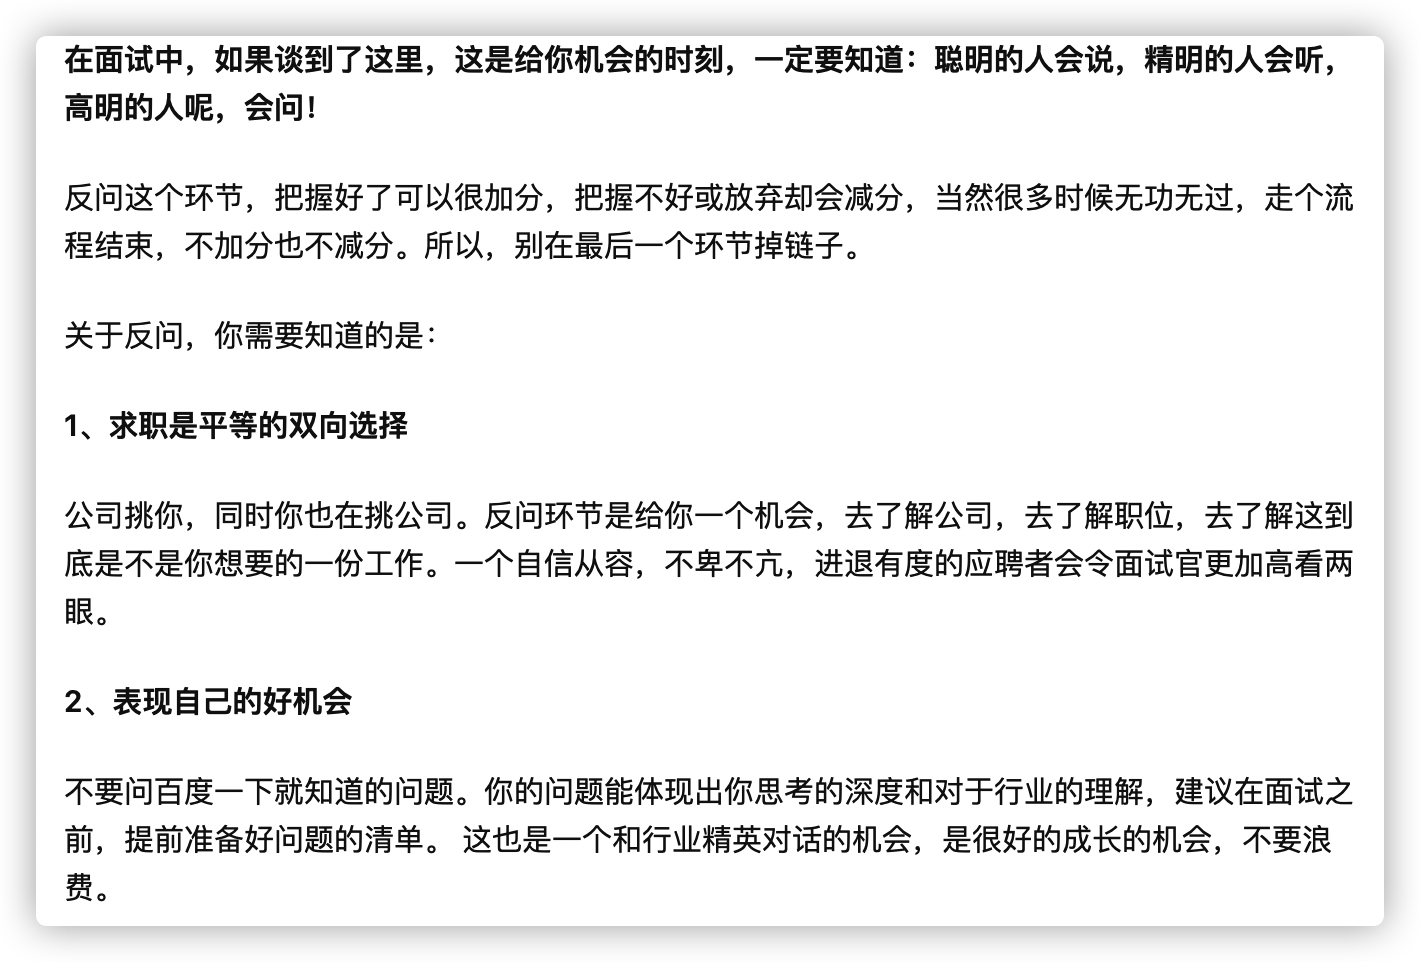 在面试中，如果谈到了这里，这是给你机会的时刻，一定要知道：聪明的人会说，精明的人会听，
高明的人呢，会问！
反问这个环节，把握好了可以很加分，把握不好或放弃却会减分，当然很多时候无功无过，走个流
程结束，不加分也不减分。所以，别在最后一个环节掉链子。
关于反问，你需要知道的是：
1、求职是平等的双向选择
公司挑你，同时你也在挑公司。反问环节是给你一个机会，去了解公司，去了解职位，去了解这到
底是不是你想要的一份工作。一个自信从容，不卑不亢，进退有度的应聘者会令面试官更加高看两
眼。
2、表现自己的好机会
不要问百度一下就知道的问题。你的问题能体现出你思考的深度和对于行业的理解，建议在面试之
前，提前准备好问题的清单。 这也是一个和行业精英对话的机会，是很好的成长的机会，不要浪
费。